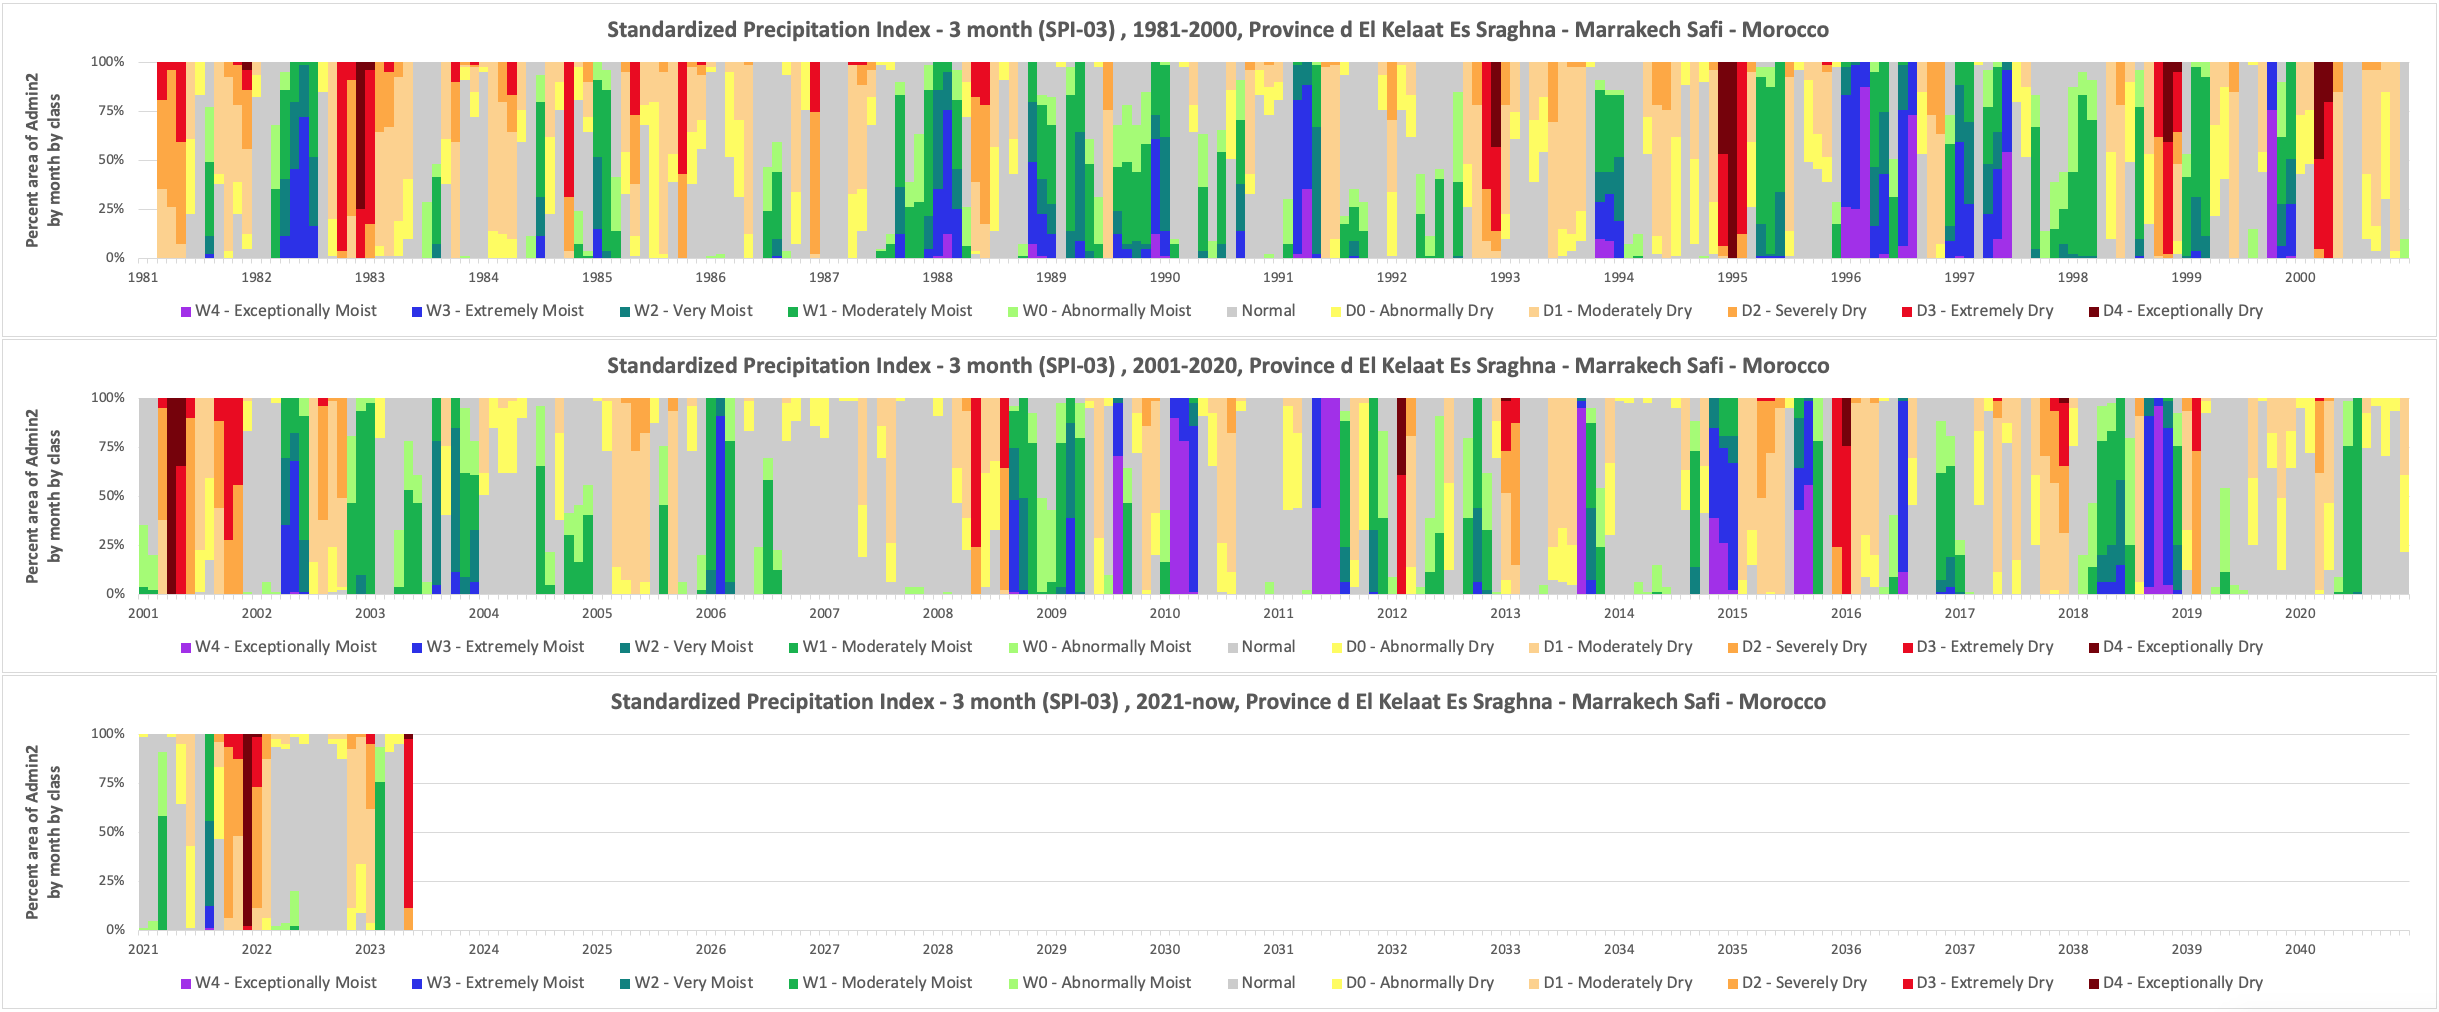 Standardized Precipitation Index - 3 month (SPI-03) , 1981-2000, Province d El Kelaat Es Sraghna - Marrakech Safi - Morocco
Percent area of Admin2
by month by class
100%
75%
50%
25%
0%
1981 1982 1983 1984 1985 1986 1987 1988 1989 1990 1991 1992 1993 1994 1995 1996 1997 1998 1999 2000
W4 - Exceptionally Moist W3 - Extremely Moist W2 - Very Moist W1 - Moderately Moist W0 - Abnormally Moist Normal D0 - Abnormally Dry D1 - Moderately Dry D2 - Severely Dry D3 - Extremely Dry D4 - Exceptionally Dry
Standardized Precipitation Index - 3 month (SPI-03) , 2001-2020, Province d El Kelaat Es Sraghna - Marrakech Safi - Morocco
Percent area of Admin2
by month by class
100%
75%
50%
25%
0%
2001 2002 2003 2004 2005 2006 2007 2008 2009 2010 2011 2012 2013 2014 2015 2016 2017 2018 2019 2020
W4 - Exceptionally Moist W3 - Extremely Moist W2 - Very Moist W1 - Moderately Moist W0 - Abnormally Moist Normal D0 - Abnormally Dry D1 - Moderately Dry D2 - Severely Dry D3 - Extremely Dry D4 - Exceptionally Dry
Standardized Precipitation Index - 3 month (SPI-03) , 2021-now, Province d El Kelaat Es Sraghna - Marrakech Safi - Morocco
Percent area of Admin2
by month by class
100%
75%
50%
25%
0%
2021 2022 2023 2024 2025 2026 2027 2028 2029 2030 2031 2032 2033 2034 2035 2036 2037 2038 2039 2040
W4 - Exceptionally Moist W3 - Extremely Moist W2 - Very Moist W1 - Moderately Moist W0 - Abnormally Moist Normal D0 - Abnormally Dry D1 - Moderately Dry D2 - Severely Dry D3 - Extremely Dry D4 - Exceptionally Dry